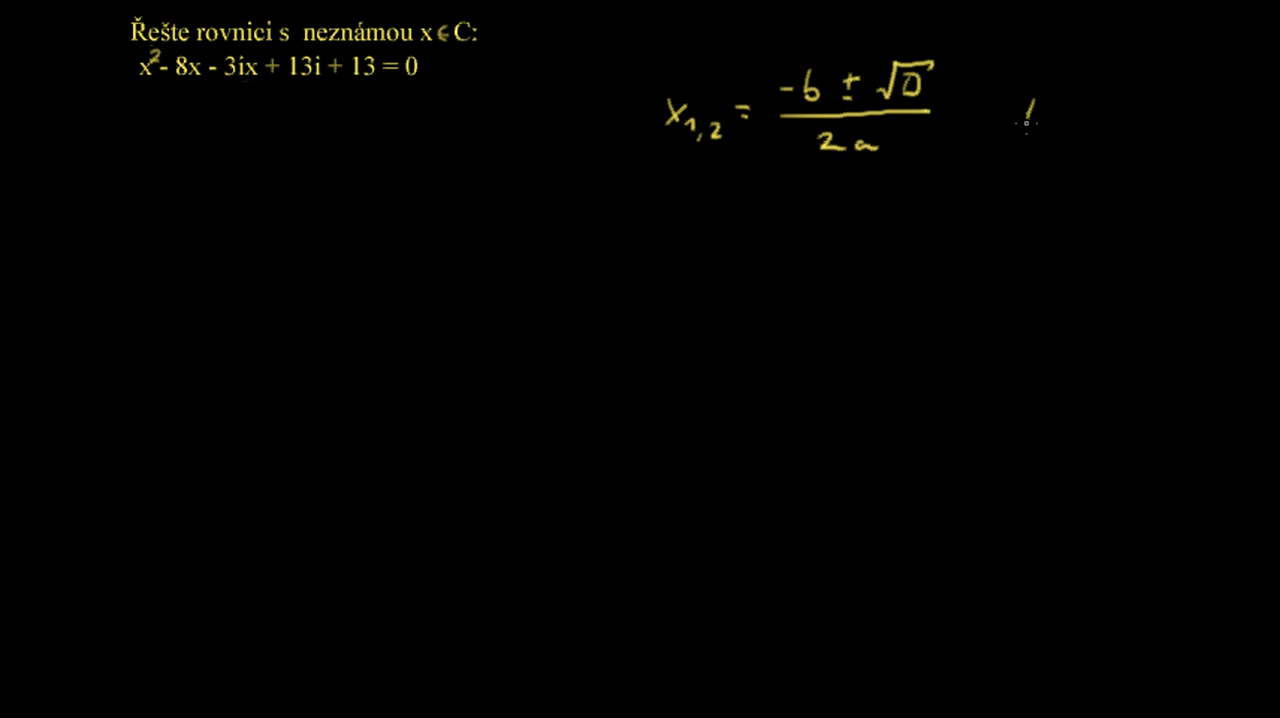 Řešte rovnici s neznámou x ∈ C:
x² - 8x - 3ix + 13i + 13 = 0
x₁,₂ = (-b ± √D) / 2a